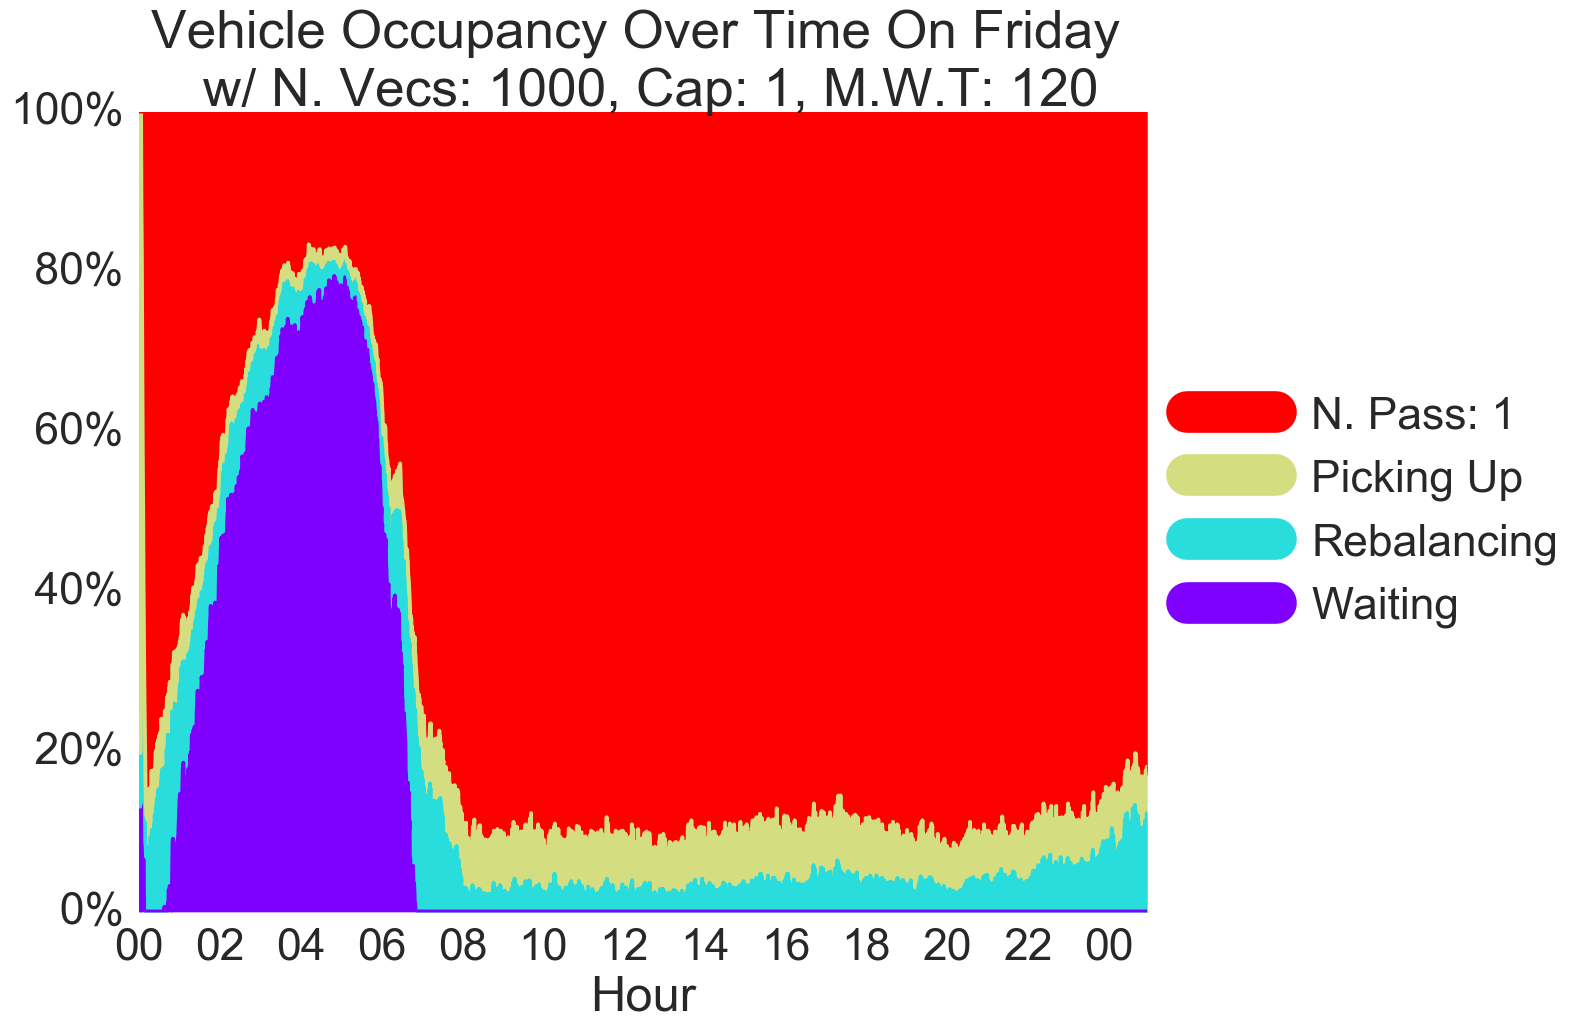 Vehicle Occupancy Over Time On Friday
w/ N. Vecs: 1000, Cap: 1, M.W.T: 120
100%
80%
60%
40%
20%
0%
00 02 04 06 08 10 12 14 16 18 20 22 00
Hour
N. Pass: 1
Picking Up
Rebalancing
Waiting